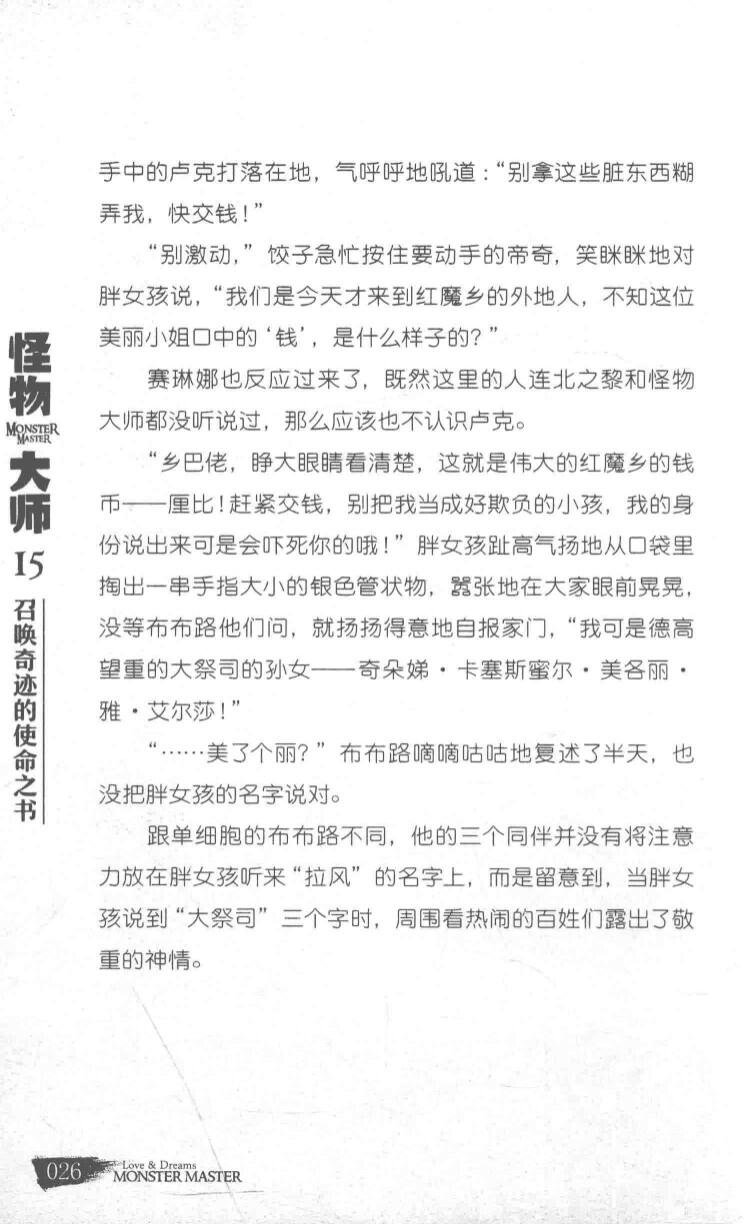 手中的卢克打落在地，气呼呼地吼道：“别拿这些脏东西糊
弄我，快交钱！”
“别激动，”饺子急忙按住要动手的帝奇，笑眯眯地对
胖女孩说，“我们是今天才来到红魔乡的外地人，不知这位
美丽小姐口中的‘钱’，是什么样子的？”
赛琳娜也反应过来了，既然这里的人连北之黎和怪物
大师都没听说过，那么应该也不认识卢克。
“乡巴佬，睁大眼睛看清楚，这就是伟大的红魔乡的钱
币——厘比！赶紧交钱，别把我当成好欺负的小孩，我的身
份说出来可是会吓死你的哦！”胖女孩趾高气扬地从口袋里
掏出一串手指大小的银色管状物，嚣张地在大家眼前晃晃，
没等布布路他们问，就扬扬得意地自报家门，“我可是德高
望重的大祭司的孙女——奇朵娣·卡塞斯蜜尔·美各丽·
雅·艾尔莎！”
“……美了个丽？”布布路嘀嘀咕咕地复述了半天，也
没把胖女孩的名字说对。
跟单细胞的布布路不同，他的三个同伴并没有将注意
力放在胖女孩听来“拉风”的名字上，而是留意到，当胖女
孩说到“大祭司”三个字时，周围看热闹的百姓们露出了敬
重的神情。
怪物
MONSTER
MASTER
大师
15
召唤奇迹的使命之书
026
Love & Dreams
MONSTER MASTER